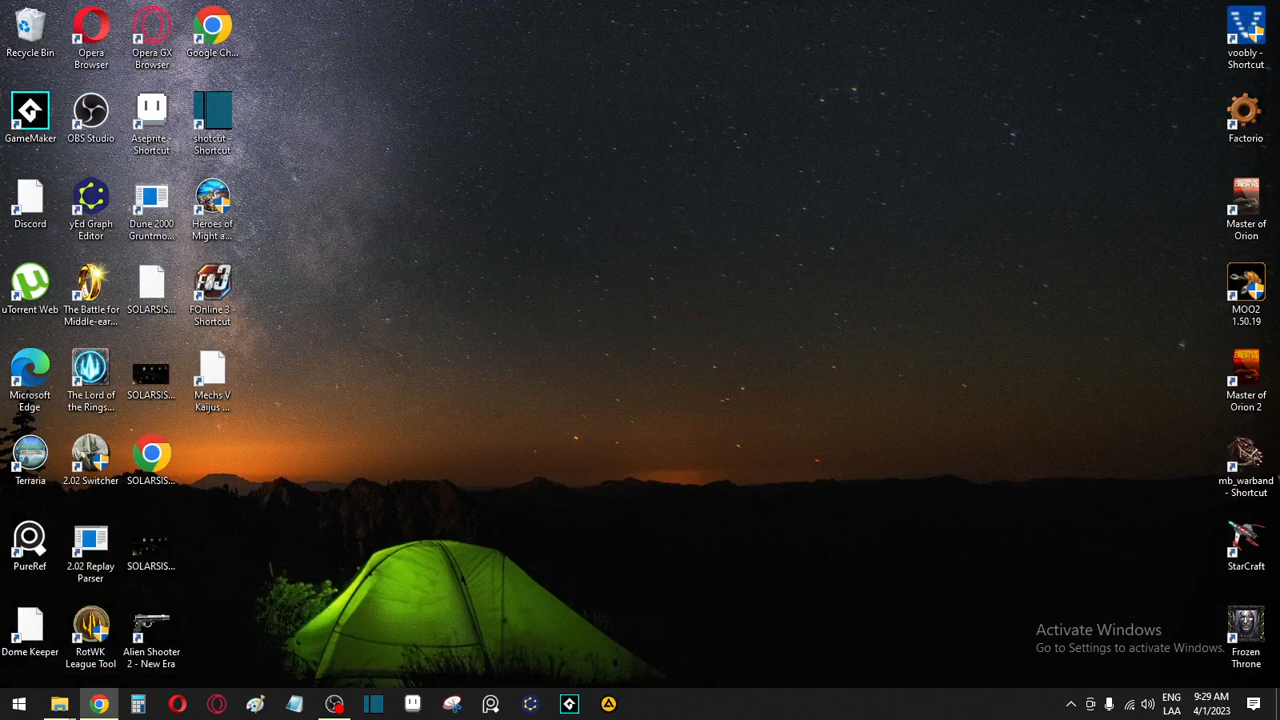 Recycle Bin
Opera
Browser
Opera GX
Browser
Google Ch...
GameMaker
OBS Studio
Aseprite -
Shortcut
shotcut -
Shortcut
Discord
yEd Graph
Editor
Dune 2000
Gruntmo...
Heroes of
Might a...
uTorrent Web
The Battle for
Middle-ear...
SOLARSIS...
FOnline 3 -
Shortcut
Microsoft
Edge
The Lord of
the Rings...
SOLARSIS...
Mechs V
Kaijus ...
Terraria
2.02 Switcher
SOLARSIS...
PureRef
2.02 Replay
Parser
SOLARSIS...
Dome Keeper
RotWK
League Tool
Alien Shooter
2 - New Era
voobly -
Shortcut
Factorio
Master of
Orion
MOO2
1.50.19
Master of
Orion 2
mb_warband
- Shortcut
StarCraft
Frozen
Throne
Activate Windows
Go to Settings to activate Windows.
ENG
LAA
9:29 AM
4/1/2023